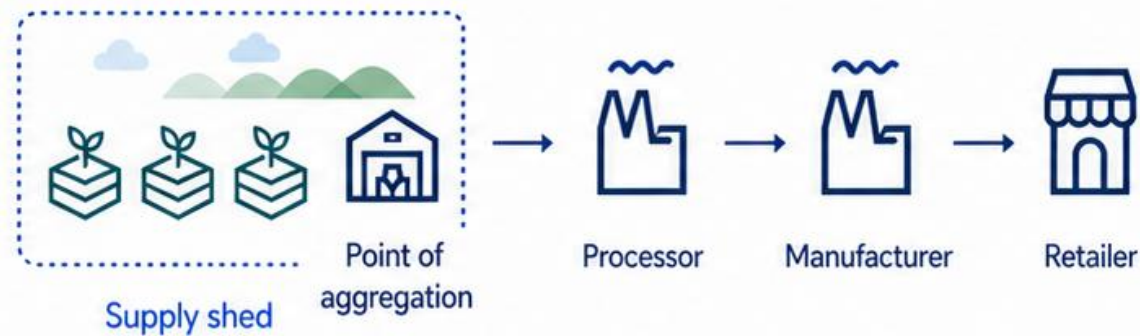 Point of
aggregation
Supply shed
Processor
Manufacturer
Retailer